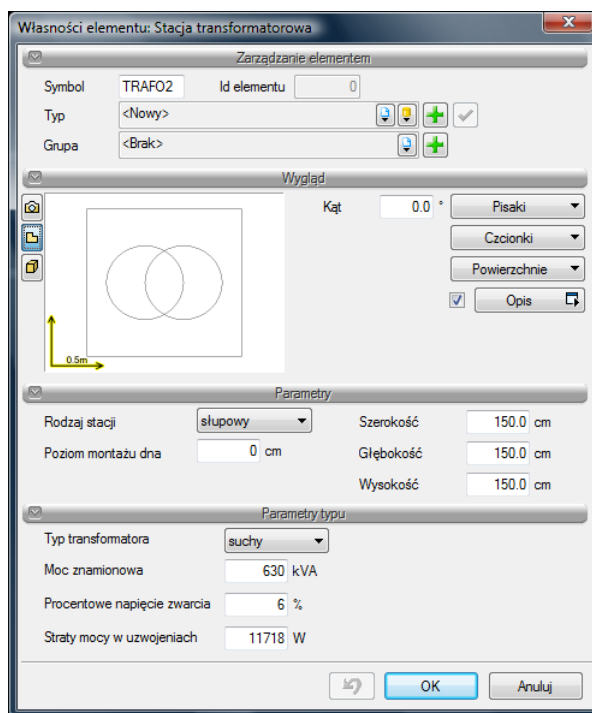 Własności elementu: Stacja transformatorowa
Zarządzanie elementem
Symbol TRAFO2 Id elementu 0
Typ <Nowy>
Grupa <Brak>
Wygląd
Kąt 0.0 ° Pisaki
Czcionki
Powierzchnie
Opis
0.5m
Parametry
Rodzaj stacji słupowy Szerokość 150.0 cm
Poziom montażu dna 0 cm Głębokość 150.0 cm
Wysokość 150.0 cm
Parametry typu
Typ transformatora suchy
Moc znamionowa 630 kVA
Procentowe napięcie zwarcia 6 %
Straty mocy w uzwojeniach 11718 W
OK Anuluj